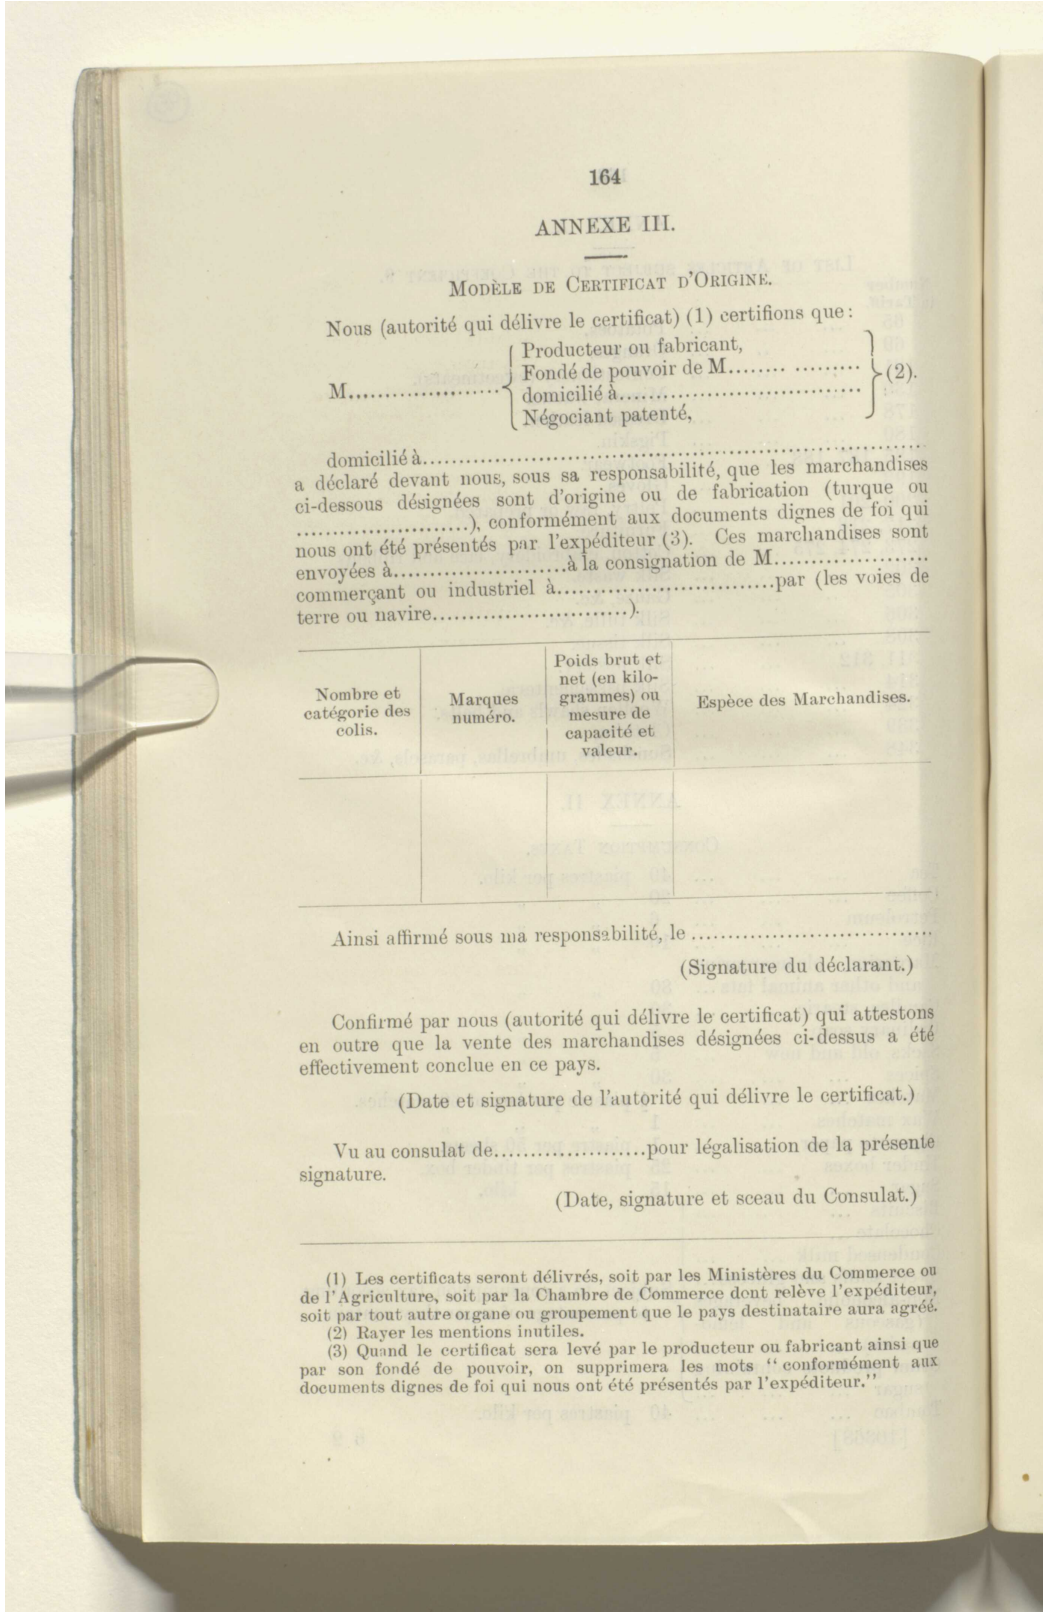 164
ANNEXE III.
MODÈLE DE CERTIFICAT D'ORIGINE.
Nous (autorité qui délivre le certificat) (1) certifions que :
Producteur ou fabricant,
Fondé de pouvoir de M........ .........
M..................... domicilié à................................. (2).
Négociant patenté,
domicilié à......................................................................
a déclaré devant nous, sous sa responsabilité, que les marchandises
ci-dessous désignées sont d'origine ou de fabrication (turque ou
........................), conformément aux documents dignes de foi qui
nous ont été présentés par l'expéditeur (3). Ces marchandises sont
envoyées à........................à la consignation de M.....................
commerçant ou industriel à..............................par (les voies de
terre ou navire...........................).
Nombre et
catégorie des
colis.
Marques
numéro.
Poids brut et
net (en kilo-
grammes) ou
mesure de
capacité et
valeur.
Espèce des Marchandises.
Ainsi affirmé sous ma responsabilité, le .................................
(Signature du déclarant.)
Confirmé par nous (autorité qui délivre le certificat) qui attestons
en outre que la vente des marchandises désignées ci-dessus a été
effectivement conclue en ce pays.
(Date et signature de l'autorité qui délivre le certificat.)
Vu au consulat de.....................pour légalisation de la présente
signature.
(Date, signature et sceau du Consulat.)
(1) Les certificats seront délivrés, soit par les Ministères du Commerce ou
de l'Agriculture, soit par la Chambre de Commerce dont relève l'expéditeur,
soit par tout autre organe ou groupement que le pays destinataire aura agréé.
(2) Rayer les mentions inutiles.
(3) Quand le certificat sera levé par le producteur ou fabricant ainsi que
par son fondé de pouvoir, on supprimera les mots "conformément aux
documents dignes de foi qui nous ont été présentés par l'expéditeur."